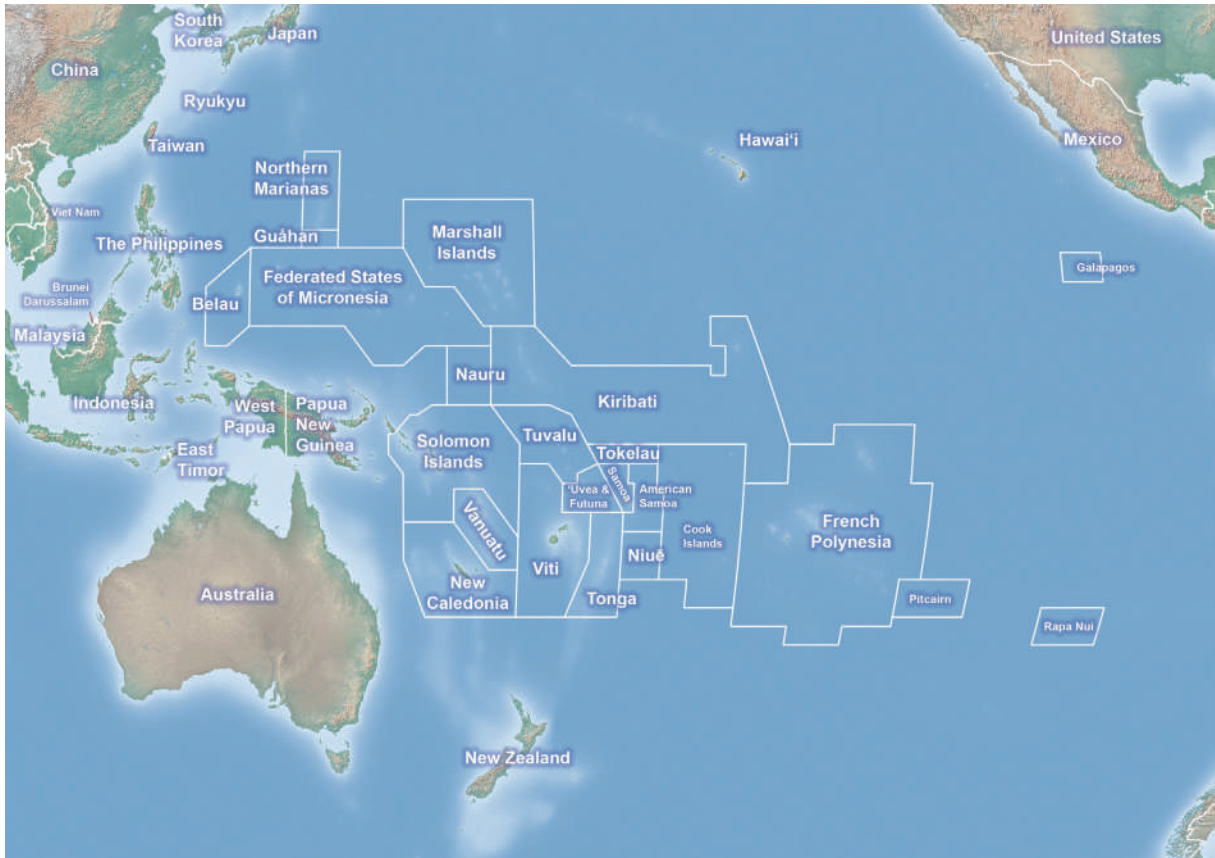 South
Korea
Japan
United States
China
Ryukyu
Taiwan
Hawai‘i
Mexico
Northern
Marianas
Viet Nam
Guåhan
The Philippines
Marshall
Islands
Galapagos
Federated States
of Micronesia
Brunei
Darussalam
Belau
Malaysia
Nauru
Kiribati
Indonesia
West
Papua
Papua
New
Guinea
Solomon
Islands
Tuvalu
Tokelau
East
Timor
Samoa
‘Uvea &
Futuna
American
Samoa
Vanuatu
French
Polynesia
Cook
Islands
Niuē
Viti
Australia
New
Caledonia
Tonga
Pitcairn
Rapa Nui
New Zealand